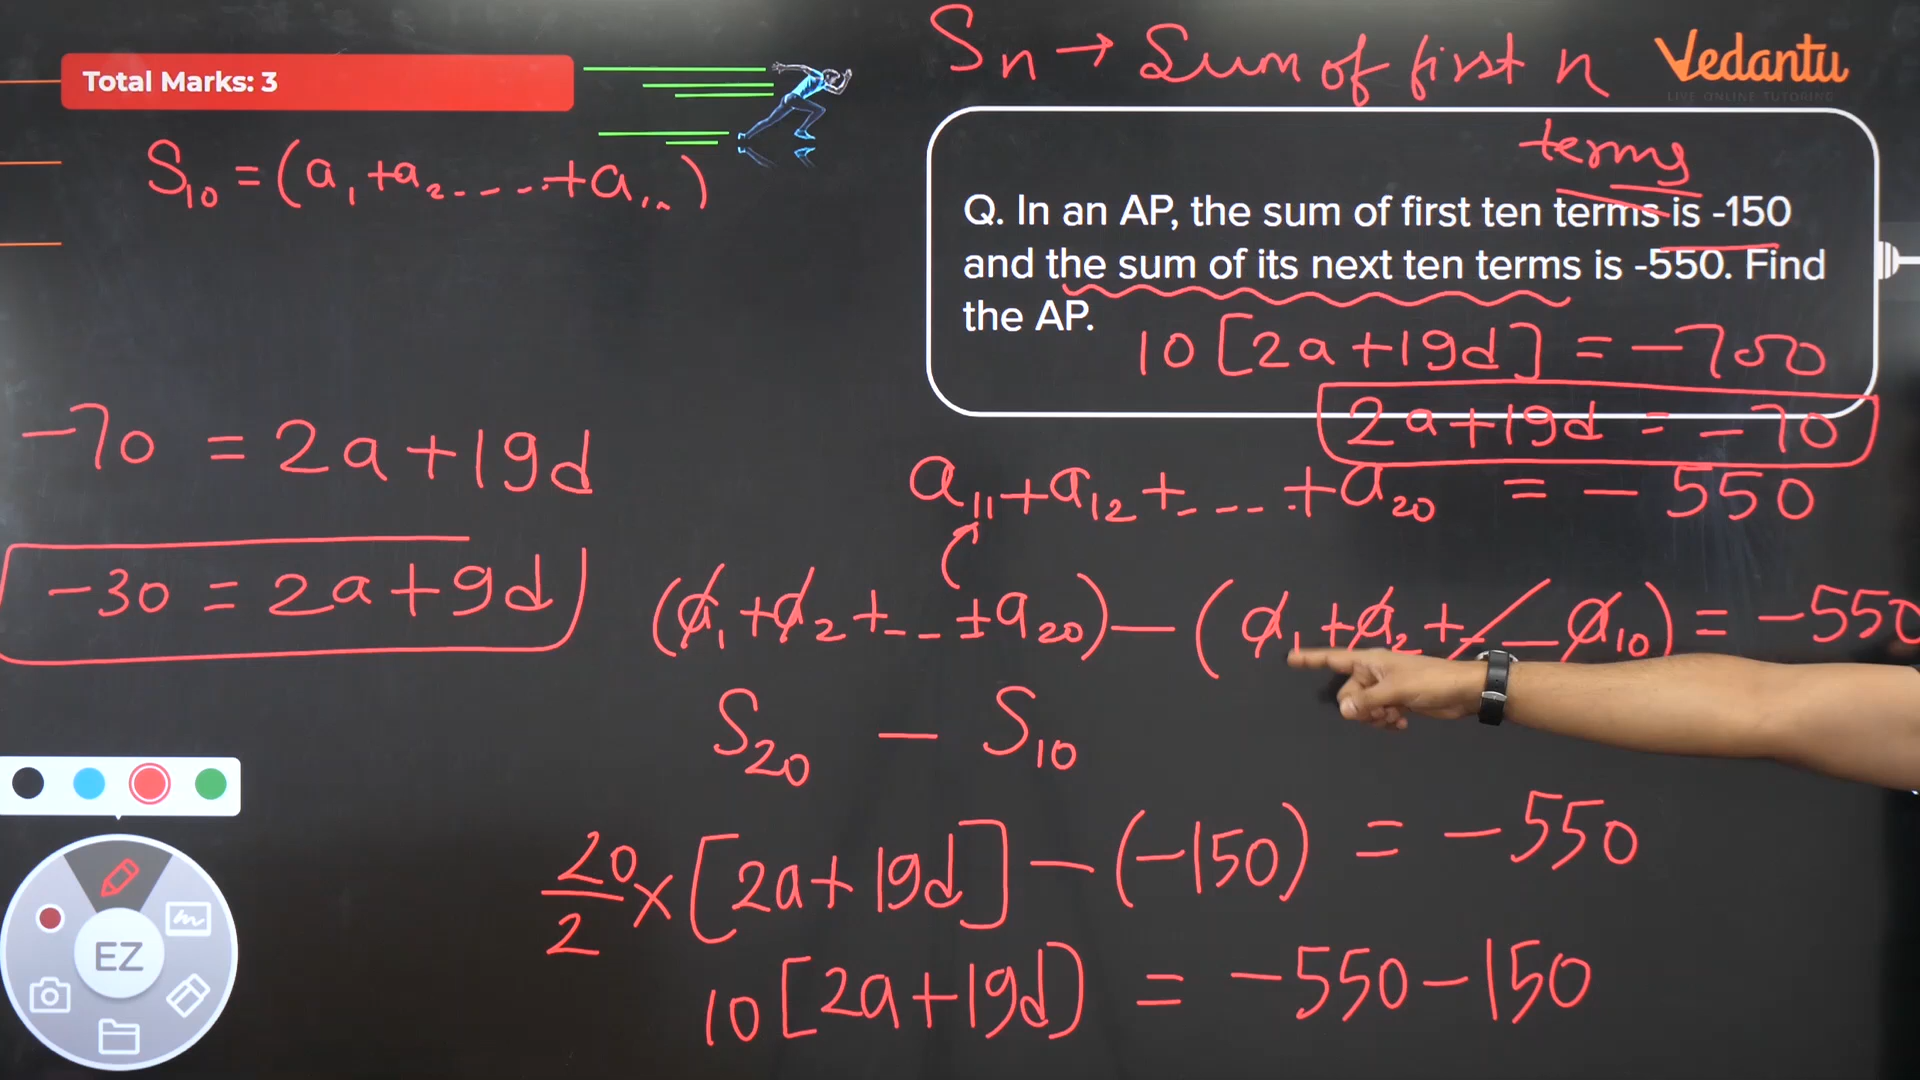 Sn → Sum of first n
terms
Vedantu
LIVE ONLINE TUTORING
Total Marks: 3
S10 = (a1 + a2 ---- + a10)
Q. In an AP, the sum of first ten terms is -150
and the sum of its next ten terms is -550. Find
the AP.
10 [2a + 19d] = -700
2a + 19d = -70
-70 = 2a + 19d
-30 = 2a + 9d
a11 + a12 + ---- + a20 = -550
(a1 + a2 + --- + a20) - (a1 + a2 + -- a10) = -550
S20 - S10
20/2 × [2a + 19d] - (-150) = -550
10 [2a + 19d] = -550 - 150
EZ